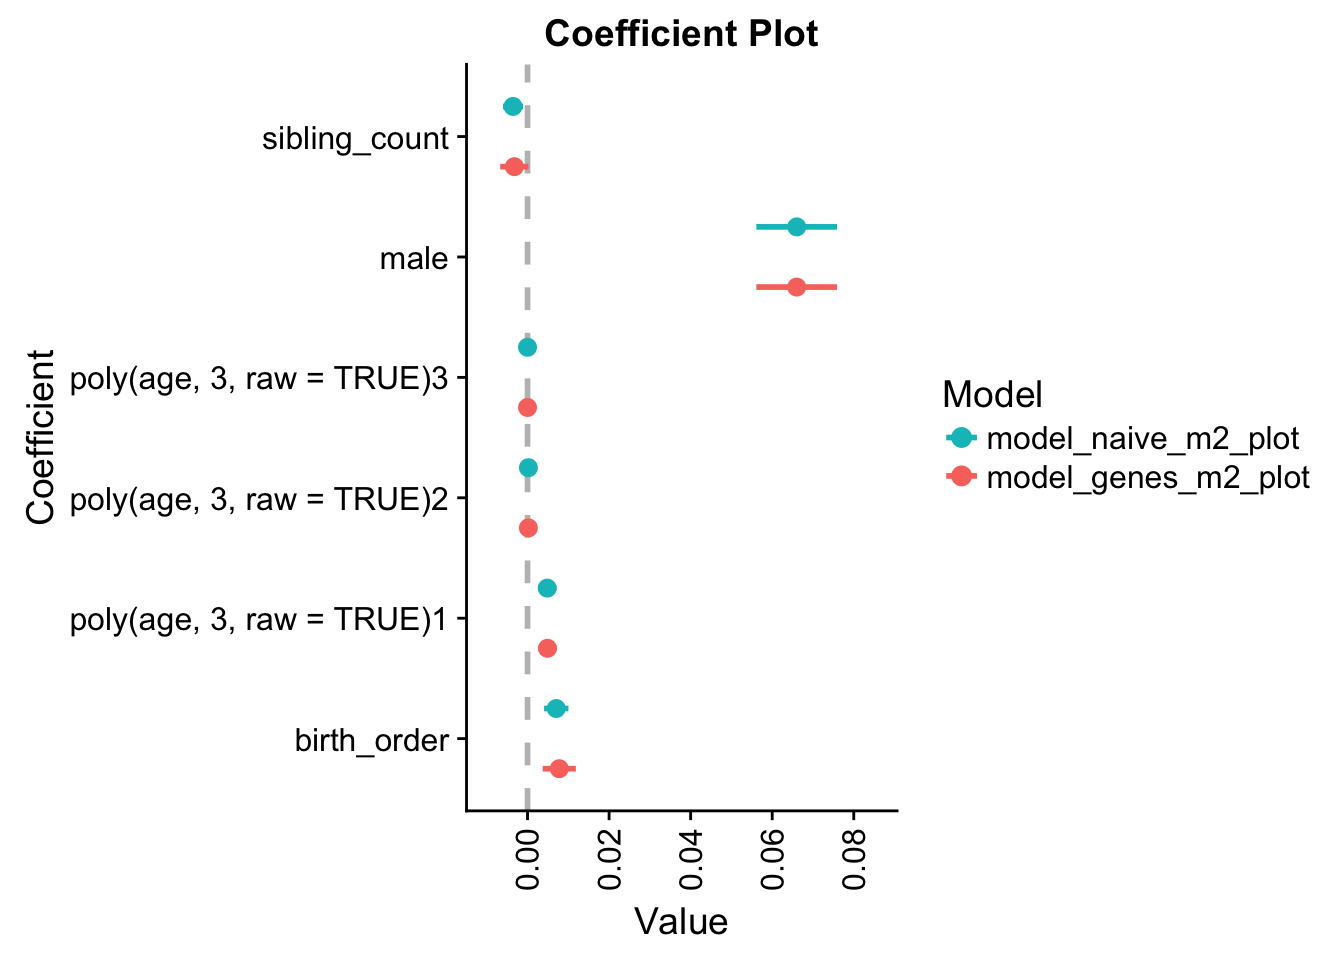 Coefficient Plot
sibling_count
male
poly(age, 3, raw = TRUE)3
poly(age, 3, raw = TRUE)2
poly(age, 3, raw = TRUE)1
birth_order
Coefficient
0.00
0.02
0.04
0.06
0.08
Value
Model
model_naive_m2_plot
model_genes_m2_plot